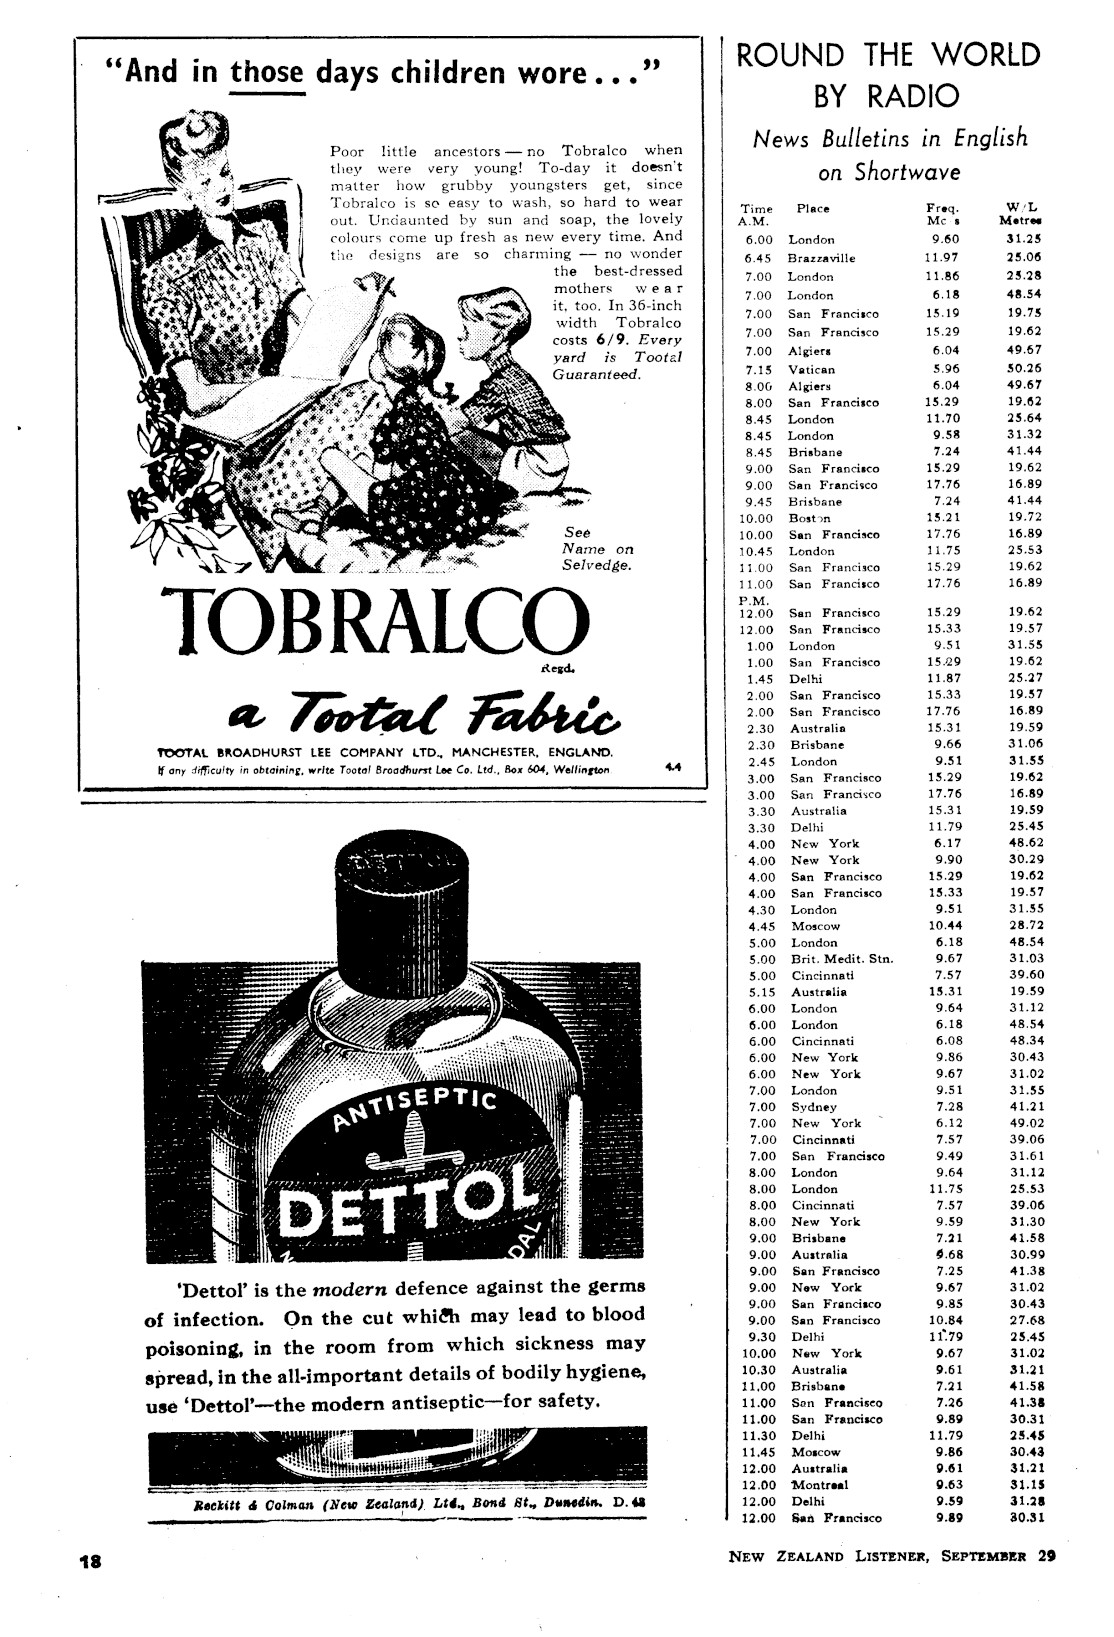 "And in those days children wore..."
Poor little ancestors — no Tobralco when
they were very young! To-day it doesn't
matter how grubby youngsters get, since
Tobralco is so easy to wash, so hard to wear
out. Undaunted by sun and soap, the lovely
colours come up fresh as new every time. And
the designs are so charming — no wonder
the best-dressed
mothers wear
it, too. In 36-inch
width Tobralco
costs 6/9. Every
yard is Tootal
Guaranteed.
See
Name on
Selvedge.
TOBRALCO
Regd.
a Tootal Fabric
TOOTAL BROADHURST LEE COMPANY LTD., MANCHESTER, ENGLAND.
If any difficulty in obtaining, write Tootal Broadhurst Lee Co. Ltd., Box 604, Wellington 4.4
DETTOL
ANTISEPTIC
DETTOL
'Dettol' is the modern defence against the germs
of infection. On the cut which may lead to blood
poisoning, in the room from which sickness may
spread, in the all-important details of bodily hygiene,
use 'Dettol'—the modern antiseptic—for safety.
Reckitt & Colman (New Zealand) Ltd., Bond St., Dunedin. D.48
ROUND THE WORLD
BY RADIO
News Bulletins in English
on Shortwave
Time Place Freq. W/L
A.M. Mc s Metres
6.00 London 9.60 31.25
6.45 Brazzaville 11.97 25.06
7.00 London 11.86 25.28
7.00 London 6.18 48.54
7.00 San Francisco 15.19 19.75
7.00 San Francisco 15.29 19.62
7.00 Algiers 6.04 49.67
7.15 Vatican 5.96 50.26
8.00 Algiers 6.04 49.67
8.00 San Francisco 15.29 19.62
8.45 London 11.70 25.64
8.45 London 9.58 31.32
8.45 Brisbane 7.24 41.44
9.00 San Francisco 15.29 19.62
9.00 San Francisco 17.76 16.89
9.45 Brisbane 7.24 41.44
10.00 Boston 15.21 19.72
10.00 San Francisco 17.76 16.89
10.45 London 11.75 25.53
11.00 San Francisco 15.29 19.62
11.00 San Francisco 17.76 16.89
P.M.
12.00 San Francisco 15.29 19.62
12.00 San Francisco 15.33 19.57
1.00 London 9.51 31.55
1.00 San Francisco 15.29 19.62
1.45 Delhi 11.87 25.27
2.00 San Francisco 15.33 19.57
2.00 San Francisco 17.76 16.89
2.30 Australia 15.31 19.59
2.30 Brisbane 9.66 31.06
2.45 London 9.51 31.55
3.00 San Francisco 15.29 19.62
3.00 San Francisco 17.76 16.89
3.30 Australia 15.31 19.59
3.30 Delhi 11.79 25.45
4.00 New York 6.17 48.62
4.00 New York 9.90 30.29
4.00 San Francisco 15.29 19.62
4.00 San Francisco 15.33 19.57
4.30 London 9.51 31.55
4.45 Moscow 10.44 28.72
5.00 London 6.18 48.54
5.00 Brit. Medit. Stn. 9.67 31.03
5.00 Cincinnati 7.57 39.60
5.15 Australia 15.31 19.59
6.00 London 9.64 31.12
6.00 London 6.18 48.54
6.00 Cincinnati 6.08 48.34
6.00 New York 9.86 30.43
6.00 New York 9.67 31.02
7.00 London 9.51 31.55
7.00 Sydney 7.28 41.21
7.00 New York 6.12 49.02
7.00 Cincinnati 7.57 39.06
7.00 San Francisco 9.49 31.61
8.00 London 9.64 31.12
8.00 London 11.75 25.53
8.00 Cincinnati 7.57 39.06
8.00 New York 9.59 31.30
9.00 Brisbane 7.21 41.58
9.00 Australia 9.68 30.99
9.00 San Francisco 7.25 41.38
9.00 New York 9.67 31.02
9.00 San Francisco 9.85 30.43
9.00 San Francisco 10.84 27.68
9.30 Delhi 11.79 25.45
10.00 New York 9.67 31.02
10.30 Australia 9.61 31.21
11.00 Brisbane 7.21 41.58
11.00 San Francisco 7.26 41.38
11.00 San Francisco 9.89 30.31
11.30 Delhi 11.79 25.45
11.45 Moscow 9.86 30.43
12.00 Australia 9.61 31.21
12.00 Montreal 9.63 31.15
12.00 Delhi 9.59 31.28
12.00 San Francisco 9.89 30.31
18
NEW ZEALAND LISTENER, SEPTEMBER 29